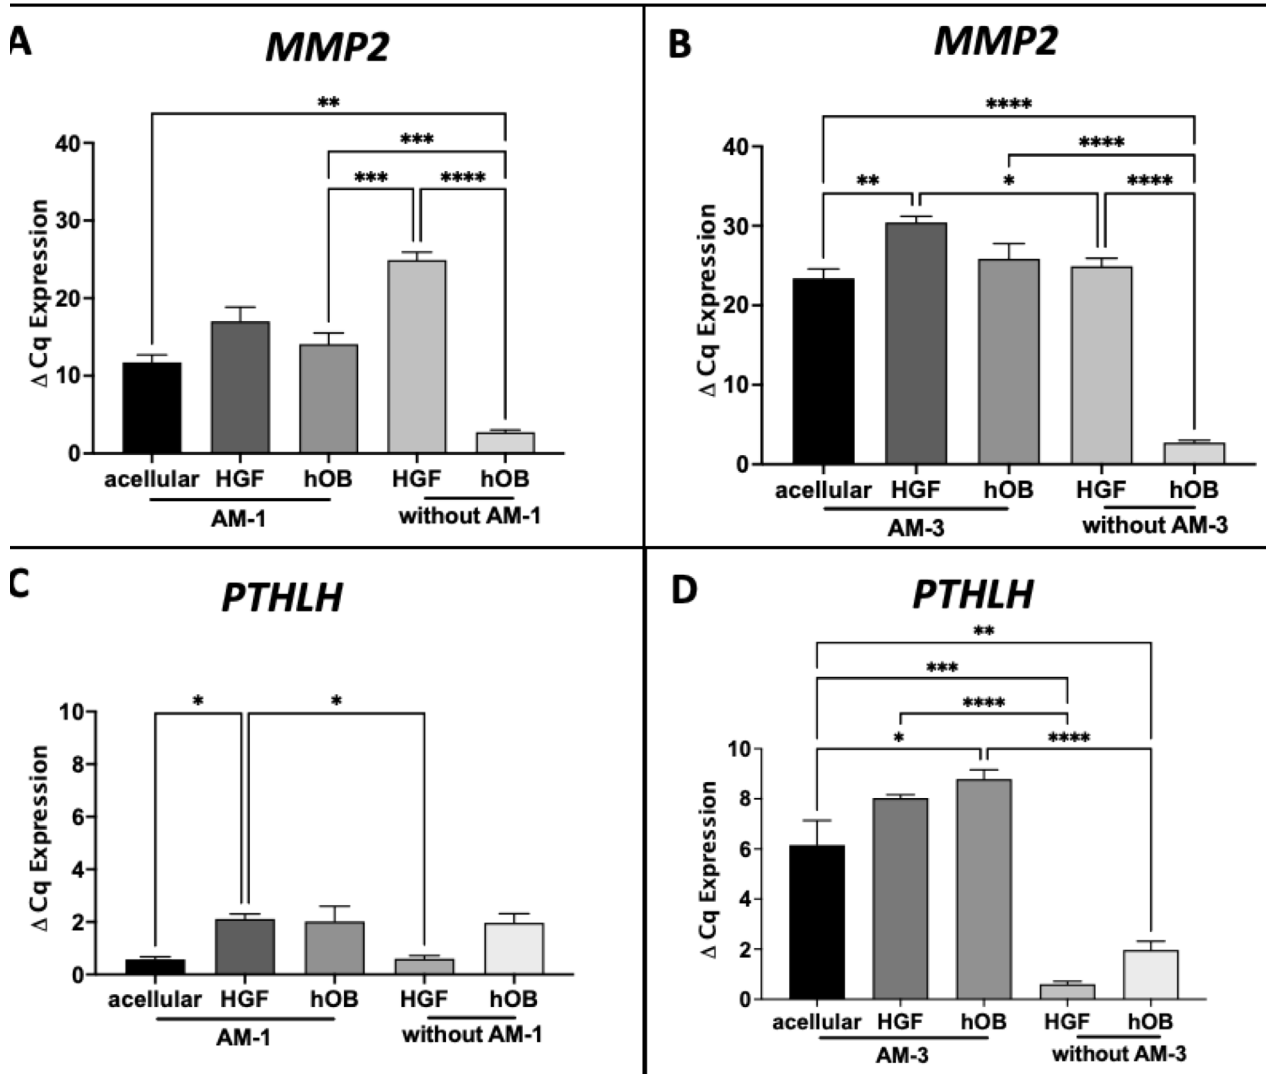 A
MMP2
**
***
*** ****
Δ Cq Expression
40
30
20
10
0
acellular HGF hOB HGF hOB
AM-1 without AM-1
B
MMP2
****
****
** * ****
Δ Cq Expression
40
30
20
10
0
acellular HGF hOB HGF hOB
AM-3 without AM-3
C
PTHLH
* *
Δ Cq Expression
10
8
6
4
2
0
acellular HGF hOB HGF hOB
AM-1 without AM-1
D
PTHLH
**
***
****
* ****
Δ Cq Expression
10
8
6
4
2
0
acellular HGF hOB HGF hOB
AM-3 without AM-3